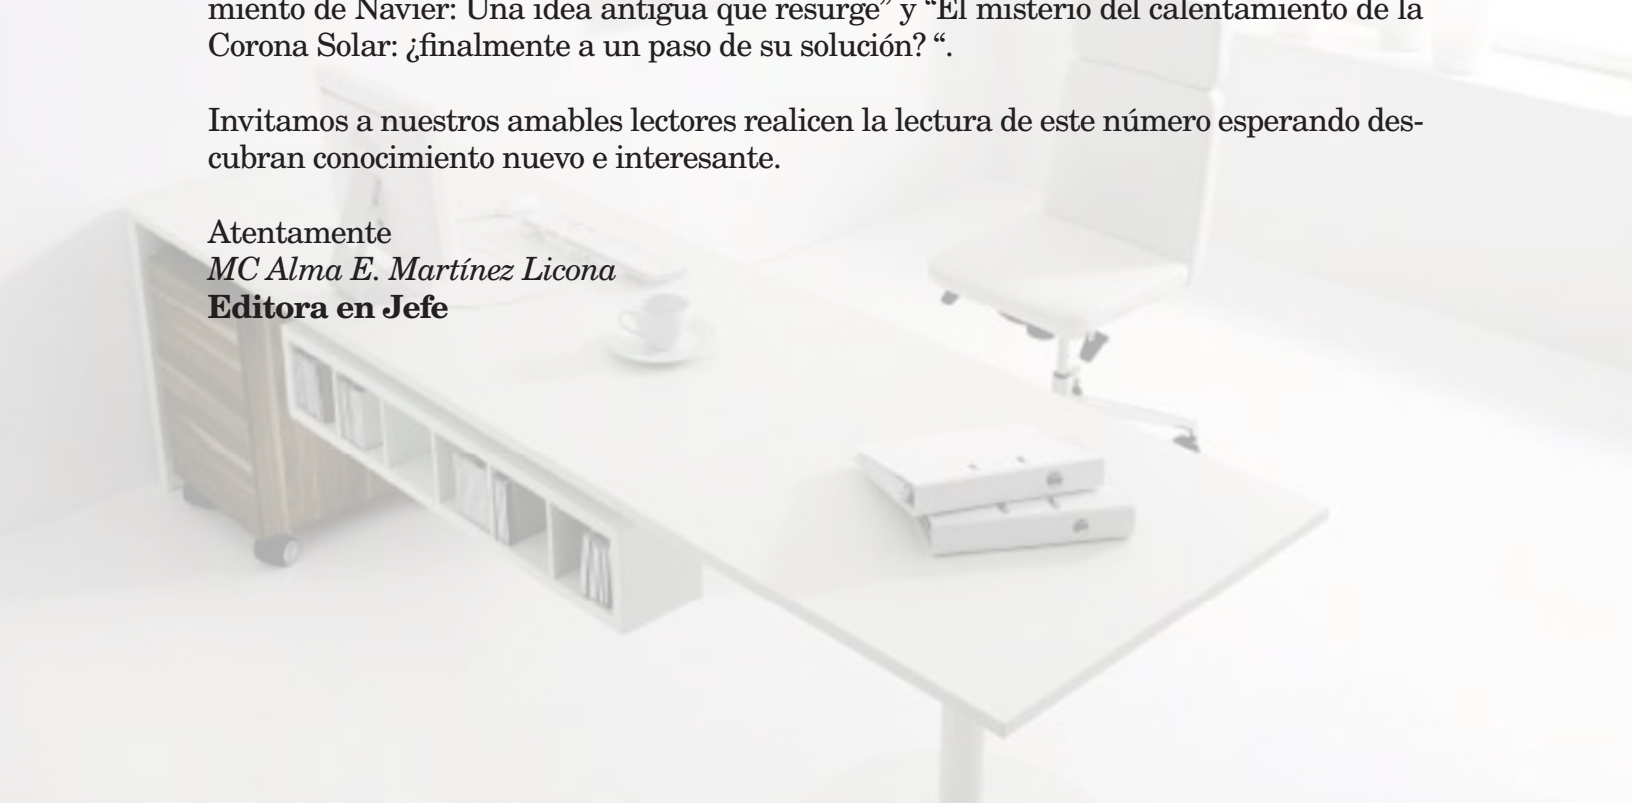 miento de Navier: Una idea antigua que resurge” y “El misterio del calentamiento de la
Corona Solar: ¿finalmente a un paso de su solución? “.
Invitamos a nuestros amables lectores realicen la lectura de este número esperando des-
cubran conocimiento nuevo e interesante.
Atentamente
MC Alma E. Martínez Licona
Editora en Jefe